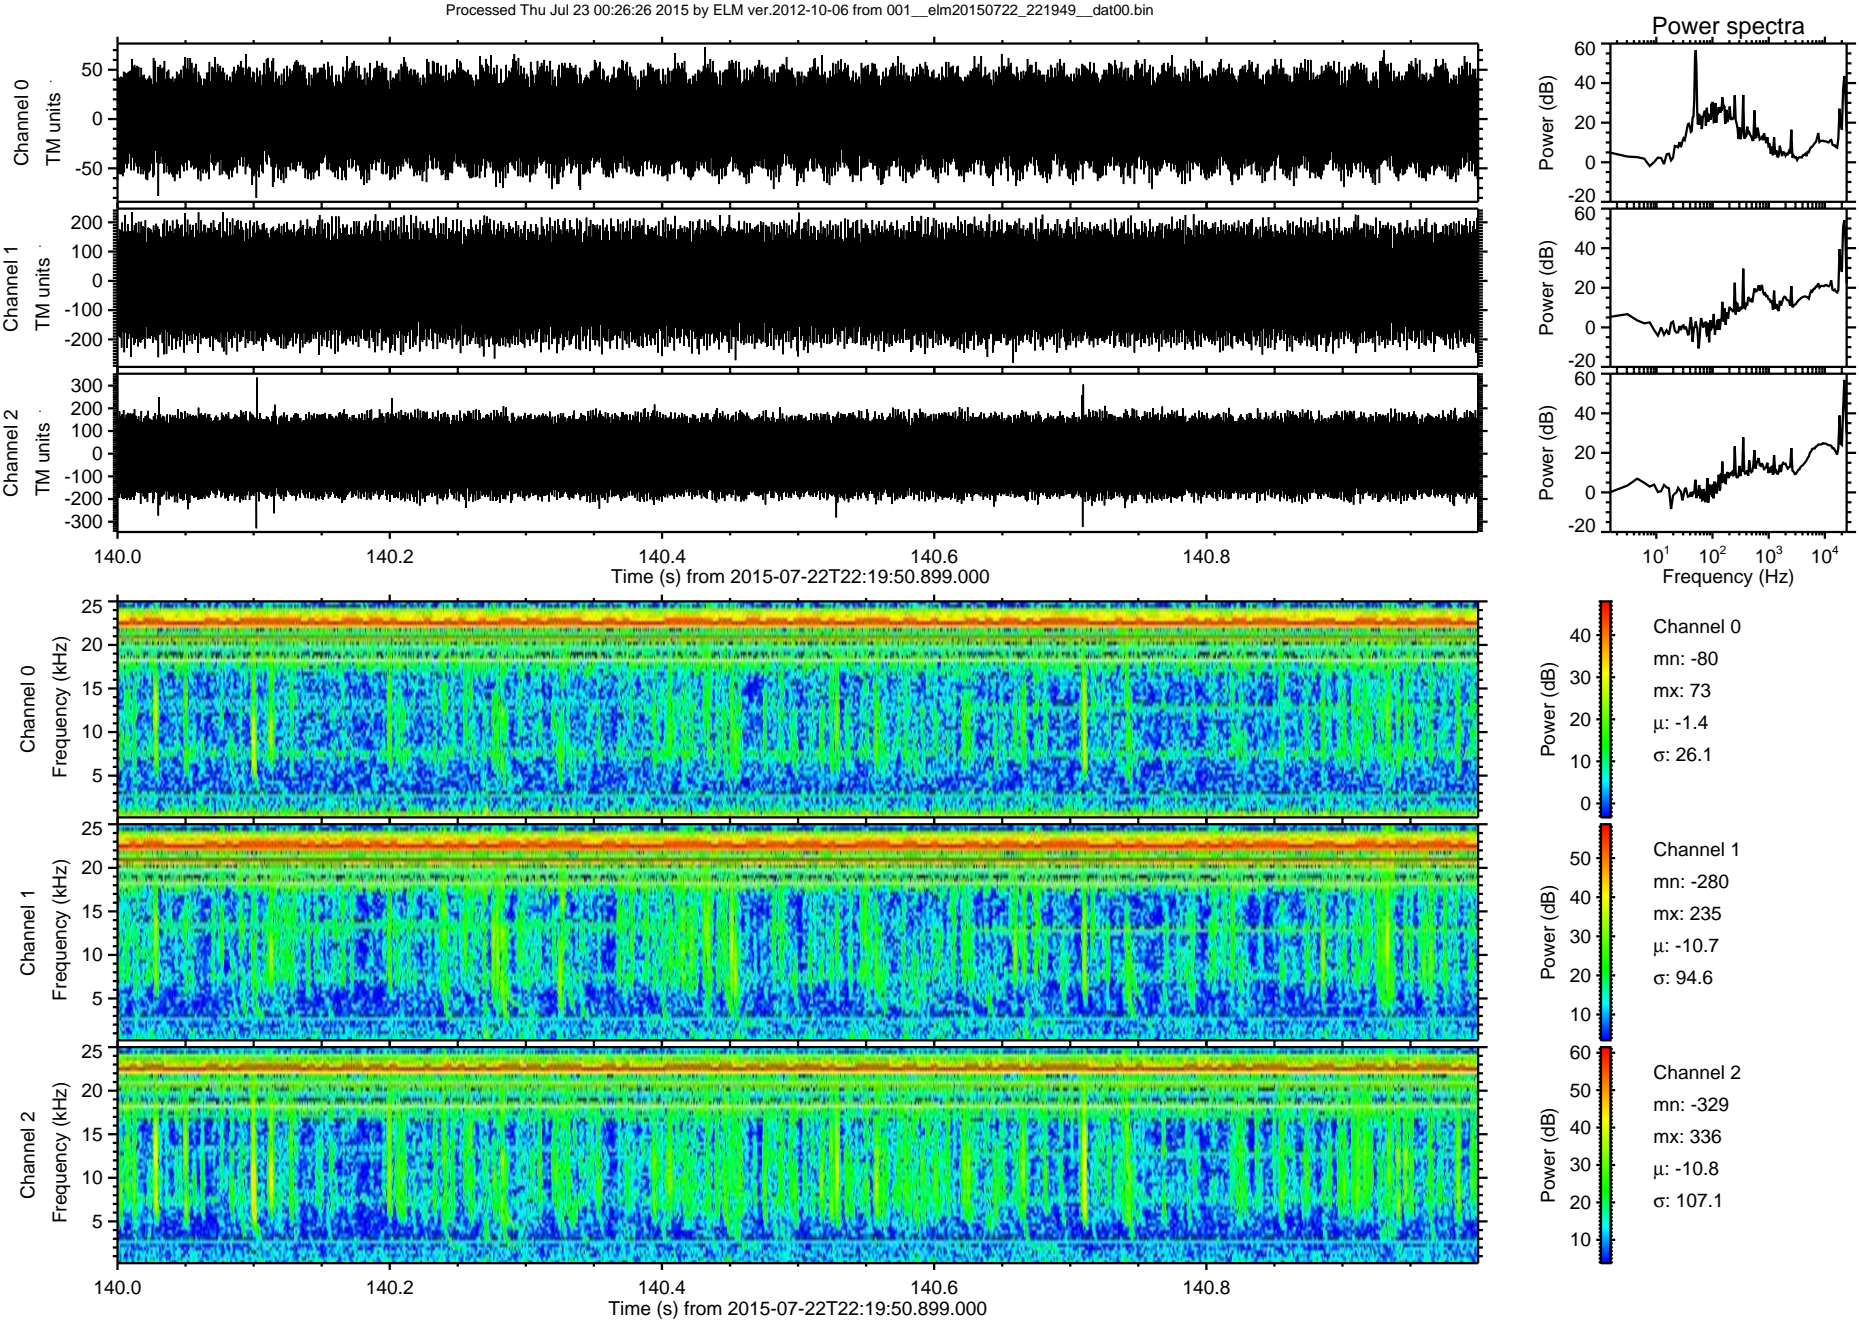 Processed Thu Jul 23 00:26:26 2015 by ELM ver.2012-10-06 from 001__elm20150722_221949__dat00.bin
Power spectra
Channel 0
TM units
50
0
-50
Power (dB)
60
40
20
0
-20
Channel 1
TM units
200
100
0
-100
-200
Power (dB)
60
40
20
0
-20
Channel 2
TM units
300
200
100
0
-100
-200
-300
Power (dB)
60
40
20
0
-20
140.0 140.2 140.4 140.6 140.8
Time (s) from 2015-07-22T22:19:50.899.000
10¹ 10² 10³ 10⁴
Frequency (Hz)
Channel 0
Frequency (kHz)
25
20
15
10
5
Power (dB)
40
30
20
10
0
Channel 0
mn: -80
mx: 73
μ: -1.4
σ: 26.1
Channel 1
Frequency (kHz)
25
20
15
10
5
Power (dB)
50
40
30
20
10
Channel 1
mn: -280
mx: 235
μ: -10.7
σ: 94.6
Channel 2
Frequency (kHz)
25
20
15
10
5
Power (dB)
60
50
40
30
20
10
Channel 2
mn: -329
mx: 336
μ: -10.8
σ: 107.1
140.0 140.2 140.4 140.6 140.8
Time (s) from 2015-07-22T22:19:50.899.000